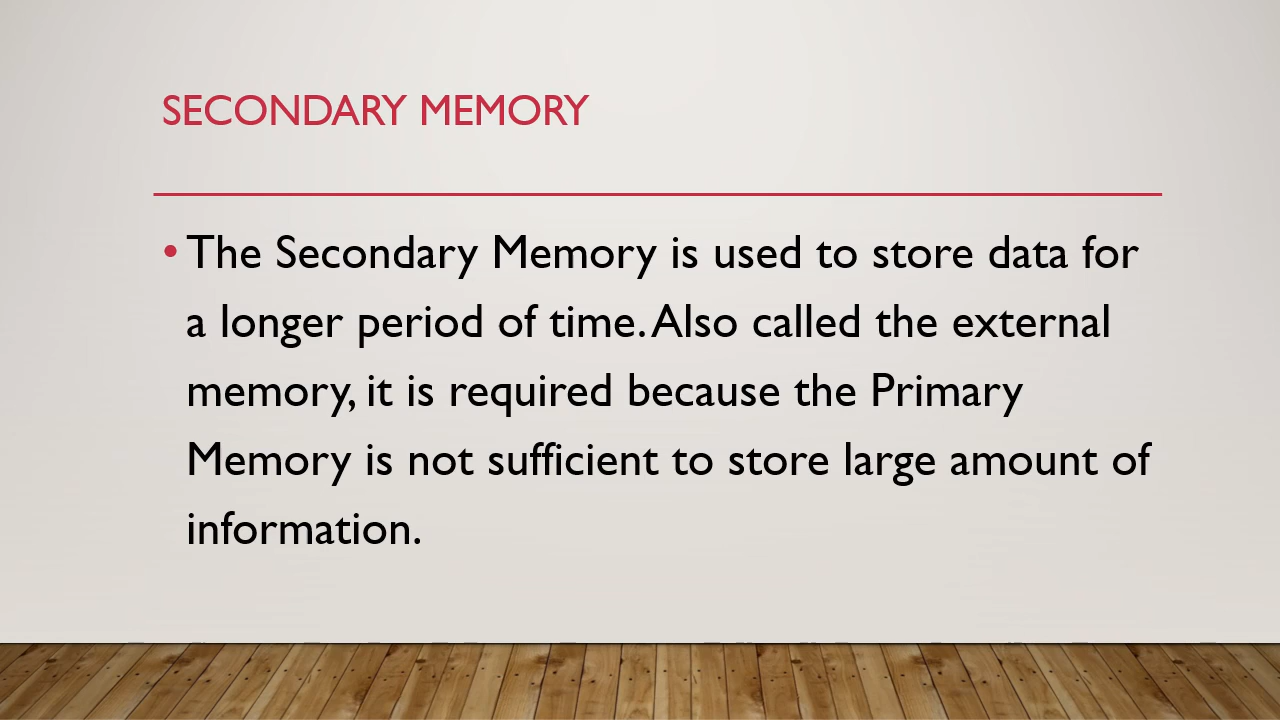 SECONDARY MEMORY
• The Secondary Memory is used to store data for
a longer period of time. Also called the external
memory, it is required because the Primary
Memory is not sufficient to store large amount of
information.